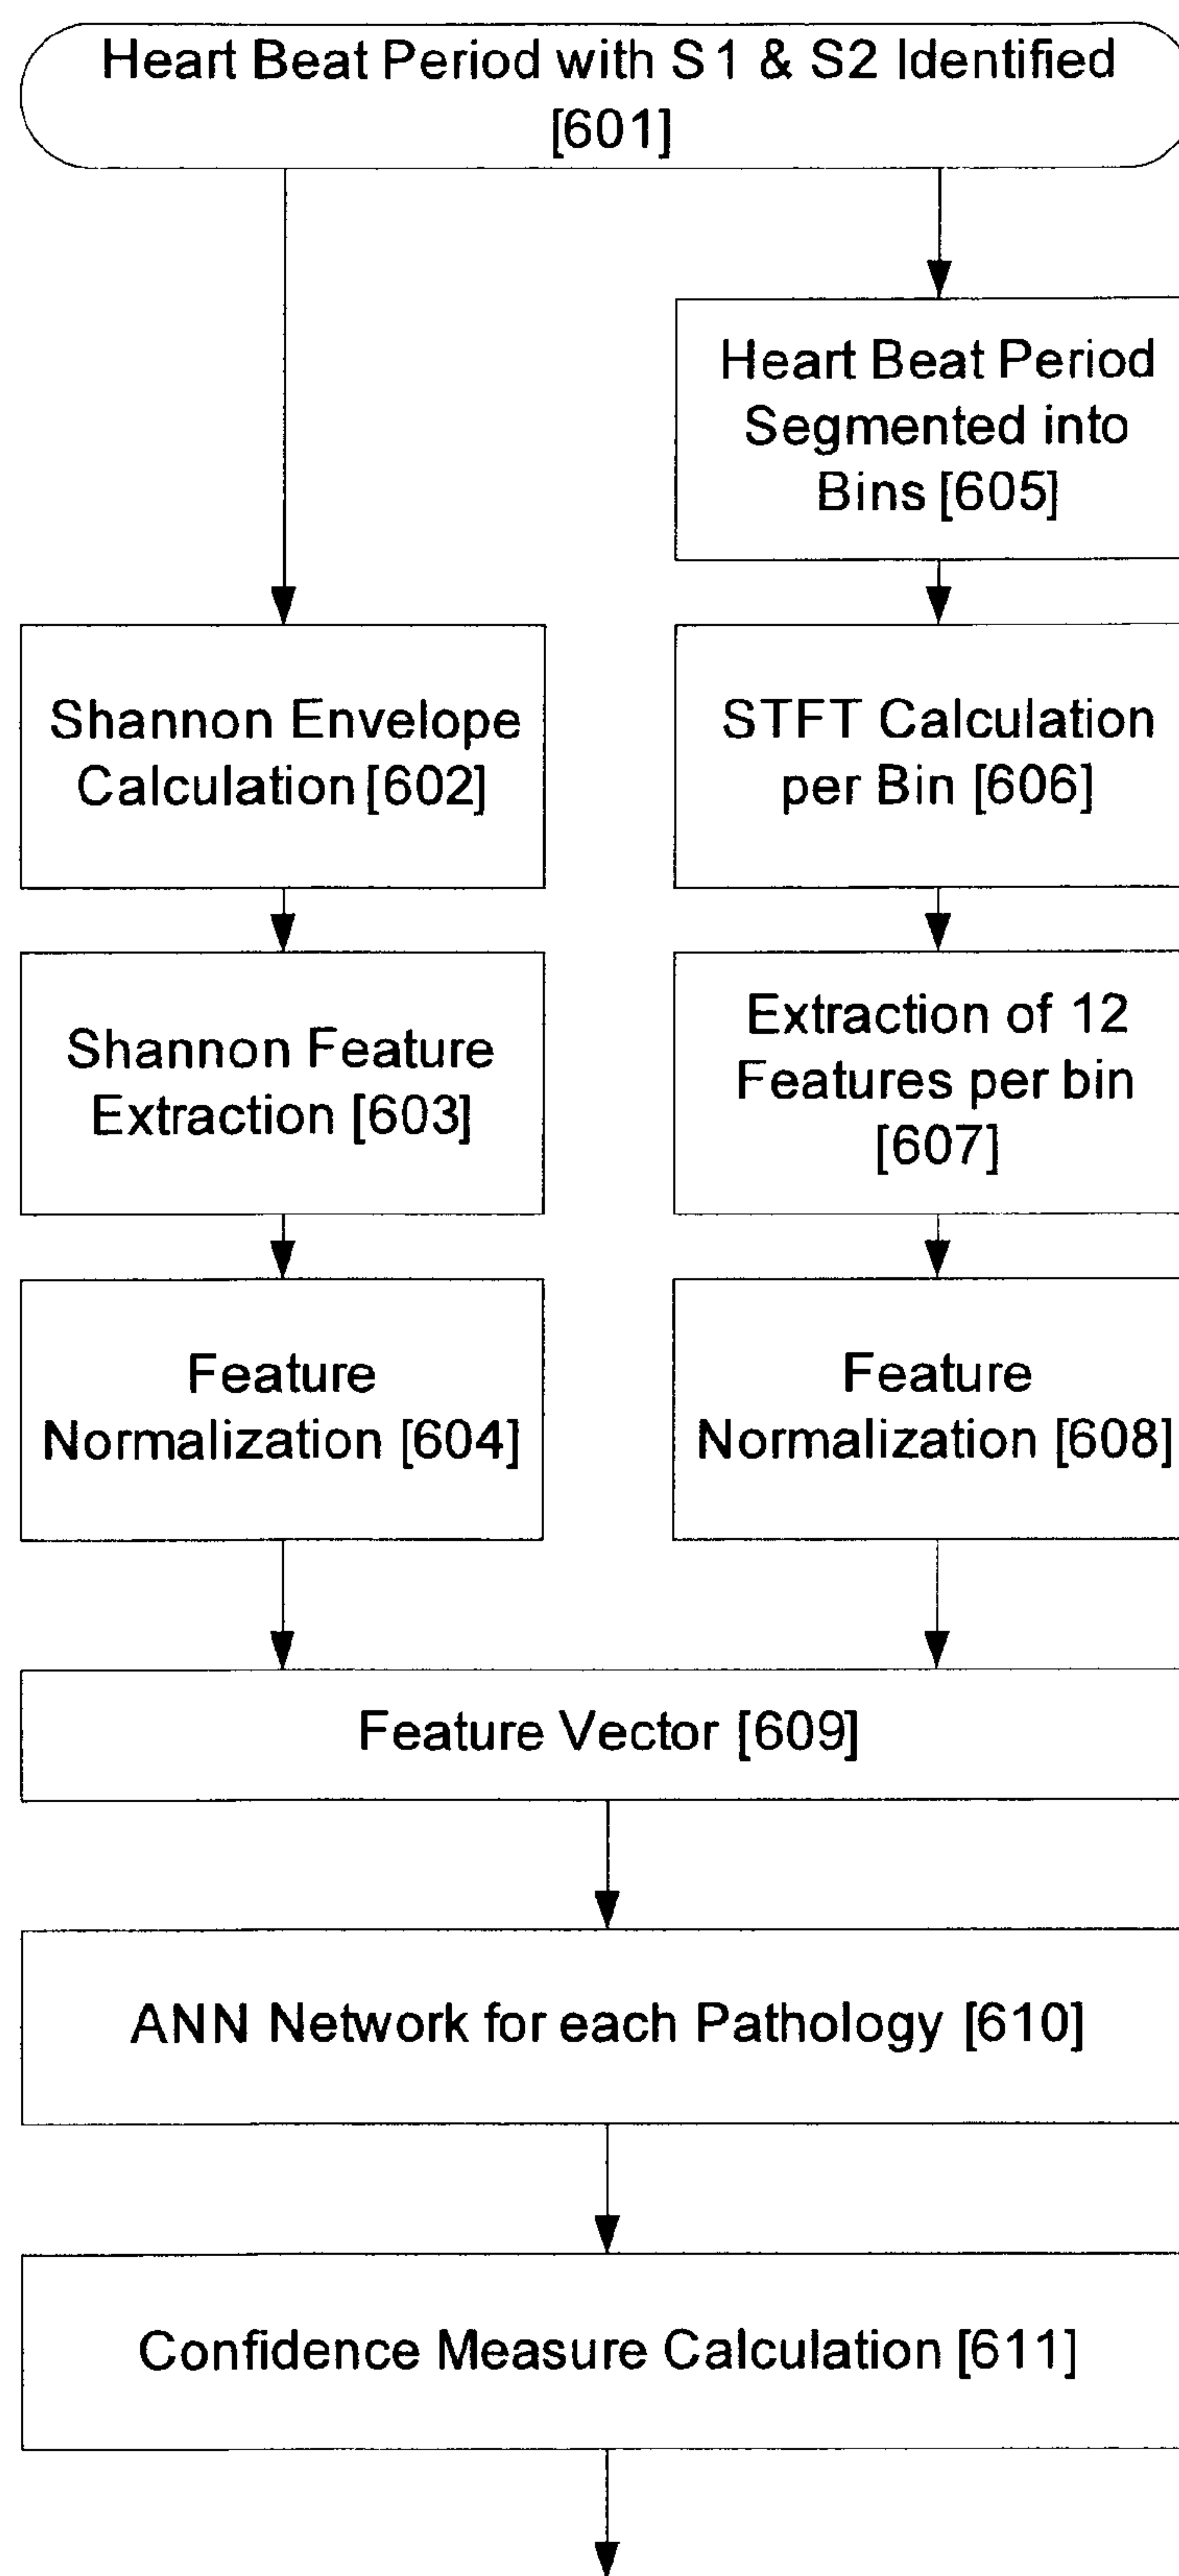 Heart Beat Period with S1 & S2 Identified
[601]
Heart Beat Period
Segmented into
Bins [605]
Shannon Envelope
Calculation [602]
STFT Calculation
per Bin [606]
Shannon Feature
Extraction [603]
Extraction of 12
Features per bin
[607]
Feature
Normalization [604]
Feature
Normalization [608]
Feature Vector [609]
ANN Network for each Pathology [610]
Confidence Measure Calculation [611]